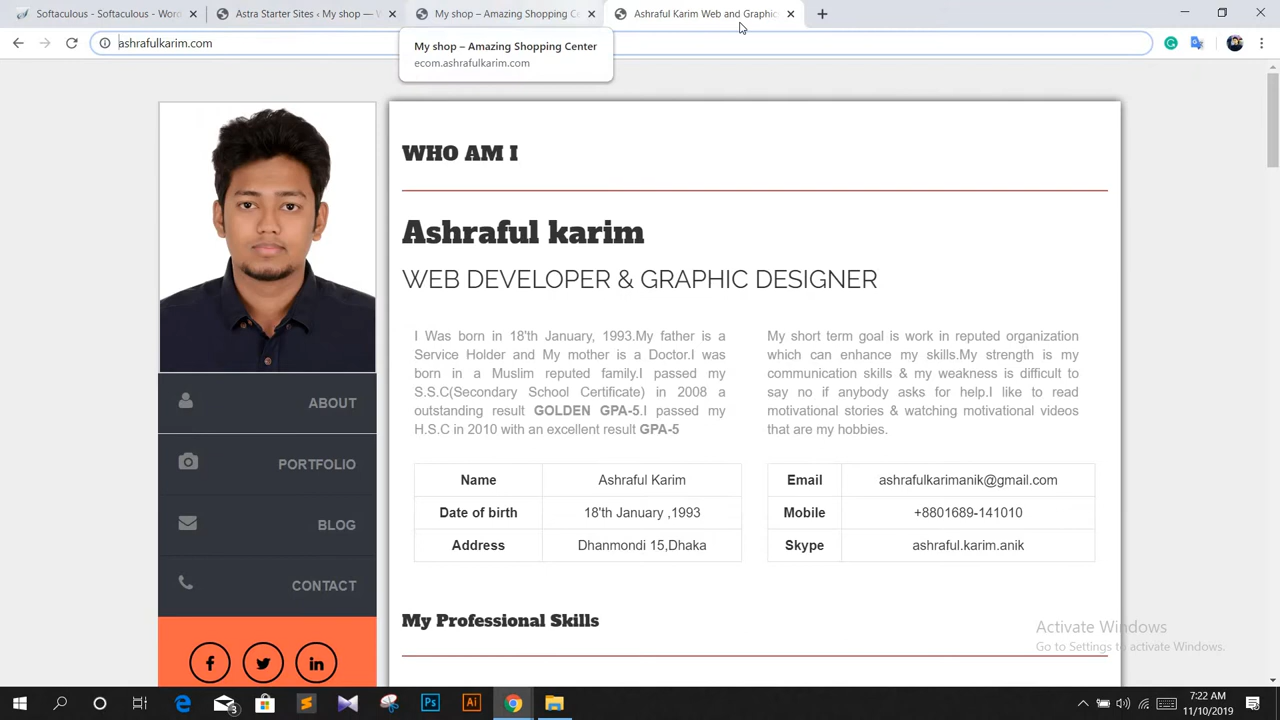 Softaculous - Softaculous - Word
Astra Starter Sites ‹ My shop — W
My shop – Amazing Shopping Ce
Ashraful Karim Web and Graphic
ashrafulkarim.com
My shop – Amazing Shopping Center
ecom.ashrafulkarim.com
WHO AM I
Ashraful karim
WEB DEVELOPER & GRAPHIC DESIGNER
I Was born in 18'th January, 1993.My father is a
Service Holder and My mother is a Doctor.I was
born in a Muslim reputed family.I passed my
S.S.C(Secondary School Certificate) in 2008 a
outstanding result GOLDEN GPA-5.I passed my
H.S.C in 2010 with an excellent result GPA-5
My short term goal is work in reputed organization
which can enhance my skills.My strength is my
communication skills & my weakness is difficult to
say no if anybody asks for help.I like to read
motivational stories & watching motivational videos
that are my hobbies.
Name Ashraful Karim
Date of birth 18'th January ,1993
Address Dhanmondi 15,Dhaka
Email ashrafulkarimanik@gmail.com
Mobile +8801689-141010
Skype ashraful.karim.anik
ABOUT
PORTFOLIO
BLOG
CONTACT
My Professional Skills
Activate Windows
Go to Settings to activate Windows.
3
Ps
Ai
7:22 AM
11/10/2019